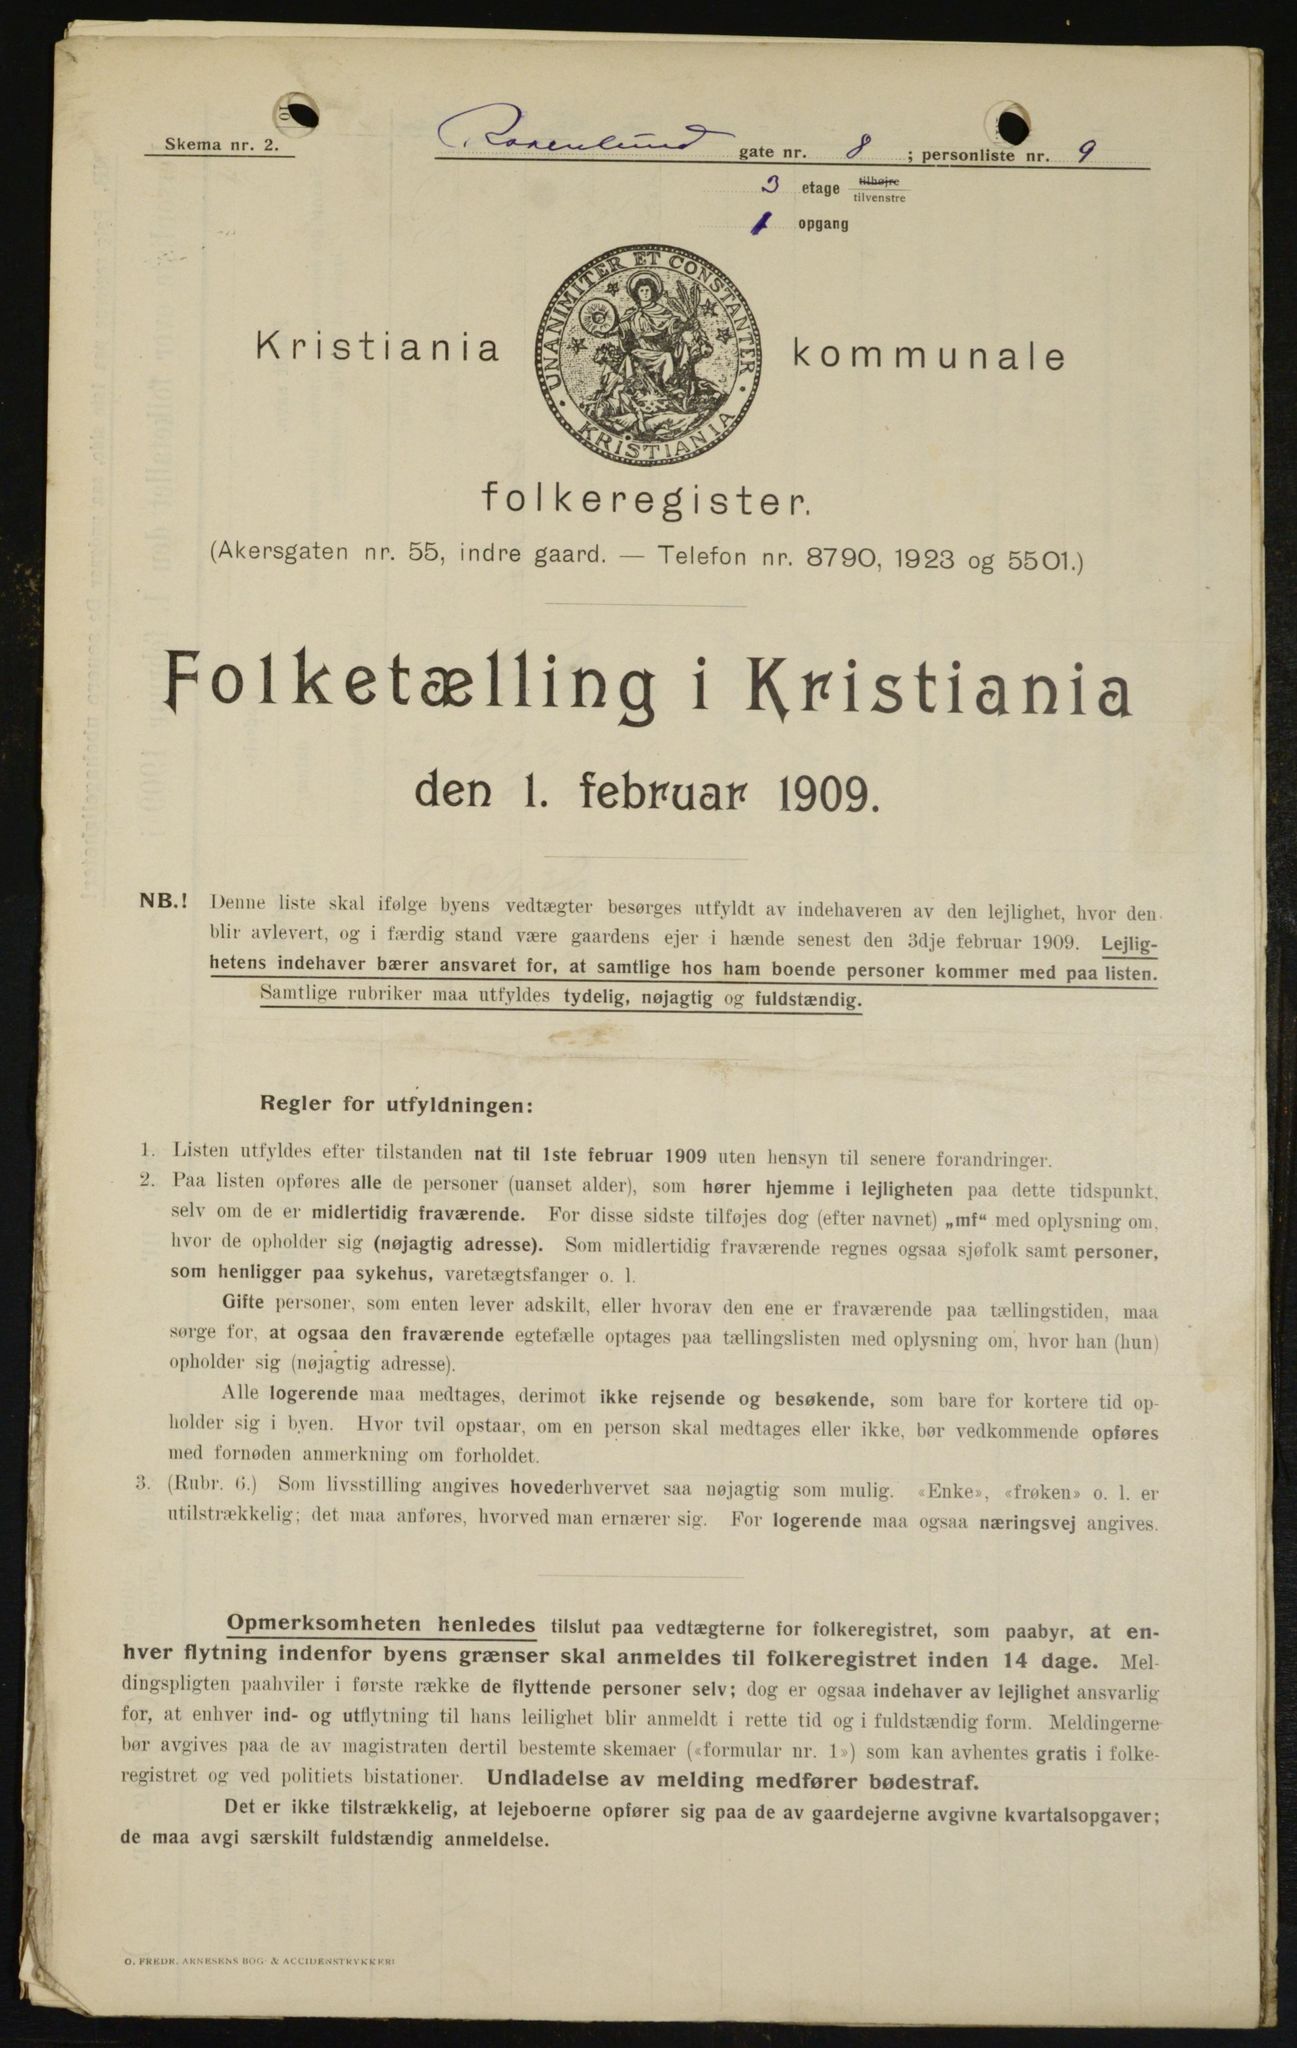 Skema nr. 2.
Rosenlund gate nr. 8 ; personliste nr. 9
3 etage tilhøjre
tilvenstre
1 opgang
UNANIMITER ET CONSTANTER
KRISTIANIA
Kristiania kommunale
folkeregister.
(Akersgaten nr. 55, indre gaard. — Telefon nr. 8790, 1923 og 5501.)
Folketælling i Kristiania
den 1. februar 1909.
NB.! Denne liste skal ifølge byens vedtægter besørges utfyldt av indehaveren av den lejlighet, hvor den
blir avlevert, og i færdig stand være gaardens ejer i hænde senest den 3dje februar 1909. Lejlig-
hetens indehaver bærer ansvaret for, at samtlige hos ham boende personer kommer med paa listen.
Samtlige rubriker maa utfyldes tydelig, nøjagtig og fuldstændig.
Regler for utfyldningen:
1. Listen utfyldes efter tilstanden nat til 1ste februar 1909 uten hensyn til senere forandringer.
2. Paa listen opføres alle de personer (uanset alder), som hører hjemme i lejligheten paa dette tidspunkt,
selv om de er midlertidig fraværende. For disse sidste tilføjes dog (efter navnet) „mf“ med oplysning om,
hvor de opholder sig (nøjagtig adresse). Som midlertidig fraværende regnes ogsaa sjøfolk samt personer,
som henligger paa sykehus, varetægtsfanger o. l.
Gifte personer, som enten lever adskilt, eller hvorav den ene er fraværende paa tællingstiden, maa
sørge for, at ogsaa den fraværende egtefælle optages paa tællingslisten med oplysning om, hvor han (hun)
opholder sig (nøjagtig adresse).
Alle logerende maa medtages, derimot ikke rejsende og besøkende, som bare for kortere tid op-
holder sig i byen. Hvor tvil opstaar, om en person skal medtages eller ikke, bør vedkommende opføres
med fornøden anmerkning om forholdet.
3. (Rubr. 6.) Som livsstilling angives hovederhvervet saa nøjagtig som mulig. «Enke», «frøken» o. l. er
utilstrækkelig; det maa anføres, hvorved man ernærer sig. For logerende maa ogsaa næringsvej angives.
Opmerksomheten henledes tilslut paa vedtægterne for folkeregistret, som paabyr, at en-
hver flytning indenfor byens grænser skal anmeldes til folkeregistret inden 14 dage. Mel-
dingspligten paahviler i første række de flyttende personer selv; dog er ogsaa indehaver av lejlighet ansvarlig
for, at enhver ind- og utflytning til hans leilighet blir anmeldt i rette tid og i fuldstændig form. Meldingerne
bør avgives paa de av magistraten dertil bestemte skemaer («formular nr. 1») som kan avhentes gratis i folke-
registret og ved politiets bistationer. Undladelse av melding medfører bødestraf.
Det er ikke tilstrækkelig, at lejeboerne opfører sig paa de av gaardejerne avgivne kvartalsopgaver;
de maa avgi særskilt fuldstændig anmeldelse.
O. FREDR. ARNESENS BOG- & ACCIDENSTRYKKERI